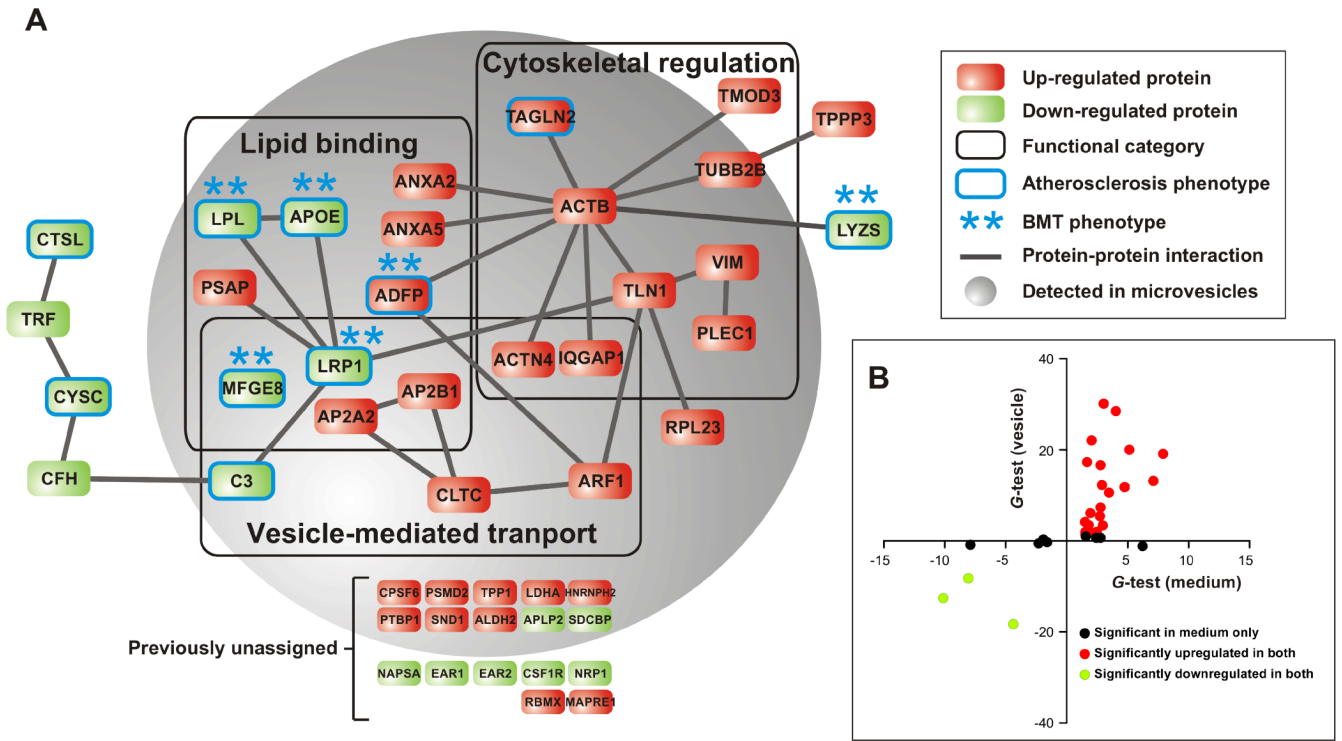 A
Cytoskeletal regulation
TMOD3
TAGLN2
TPPP3
Lipid binding
TUBB2B
ANXA2
** **
LPL
APOE
ACTB
**
LYZS
ANXA5
CTSL
**
ADFP
VIM
PSAP
TLN1
TRF
PLEC1
**
LRP1
**
MFGE8
ACTN4
IQGAP1
CYSC
AP2B1
AP2A2
RPL23
CFH
C3
CLTC
ARF1
Vesicle-mediated tranport
Previously unassigned
CPSF6 PSMD2 TPP1 LDHA HNRNPH2
PTBP1 SND1 ALDH2 APLP2 SDCBP
NAPSA EAR1 EAR2 CSF1R NRP1
RBMX MAPRE1
Up-regulated protein
Down-regulated protein
Functional category
Atherosclerosis phenotype
** BMT phenotype
Protein-protein interaction
Detected in microvesicles
B
40
20
-20
-40
G-test (vesicle)
-15 -10 -5 5 10 15
G-test (medium)
Significant in medium only
Significantly upregulated in both
Significantly downregulated in both